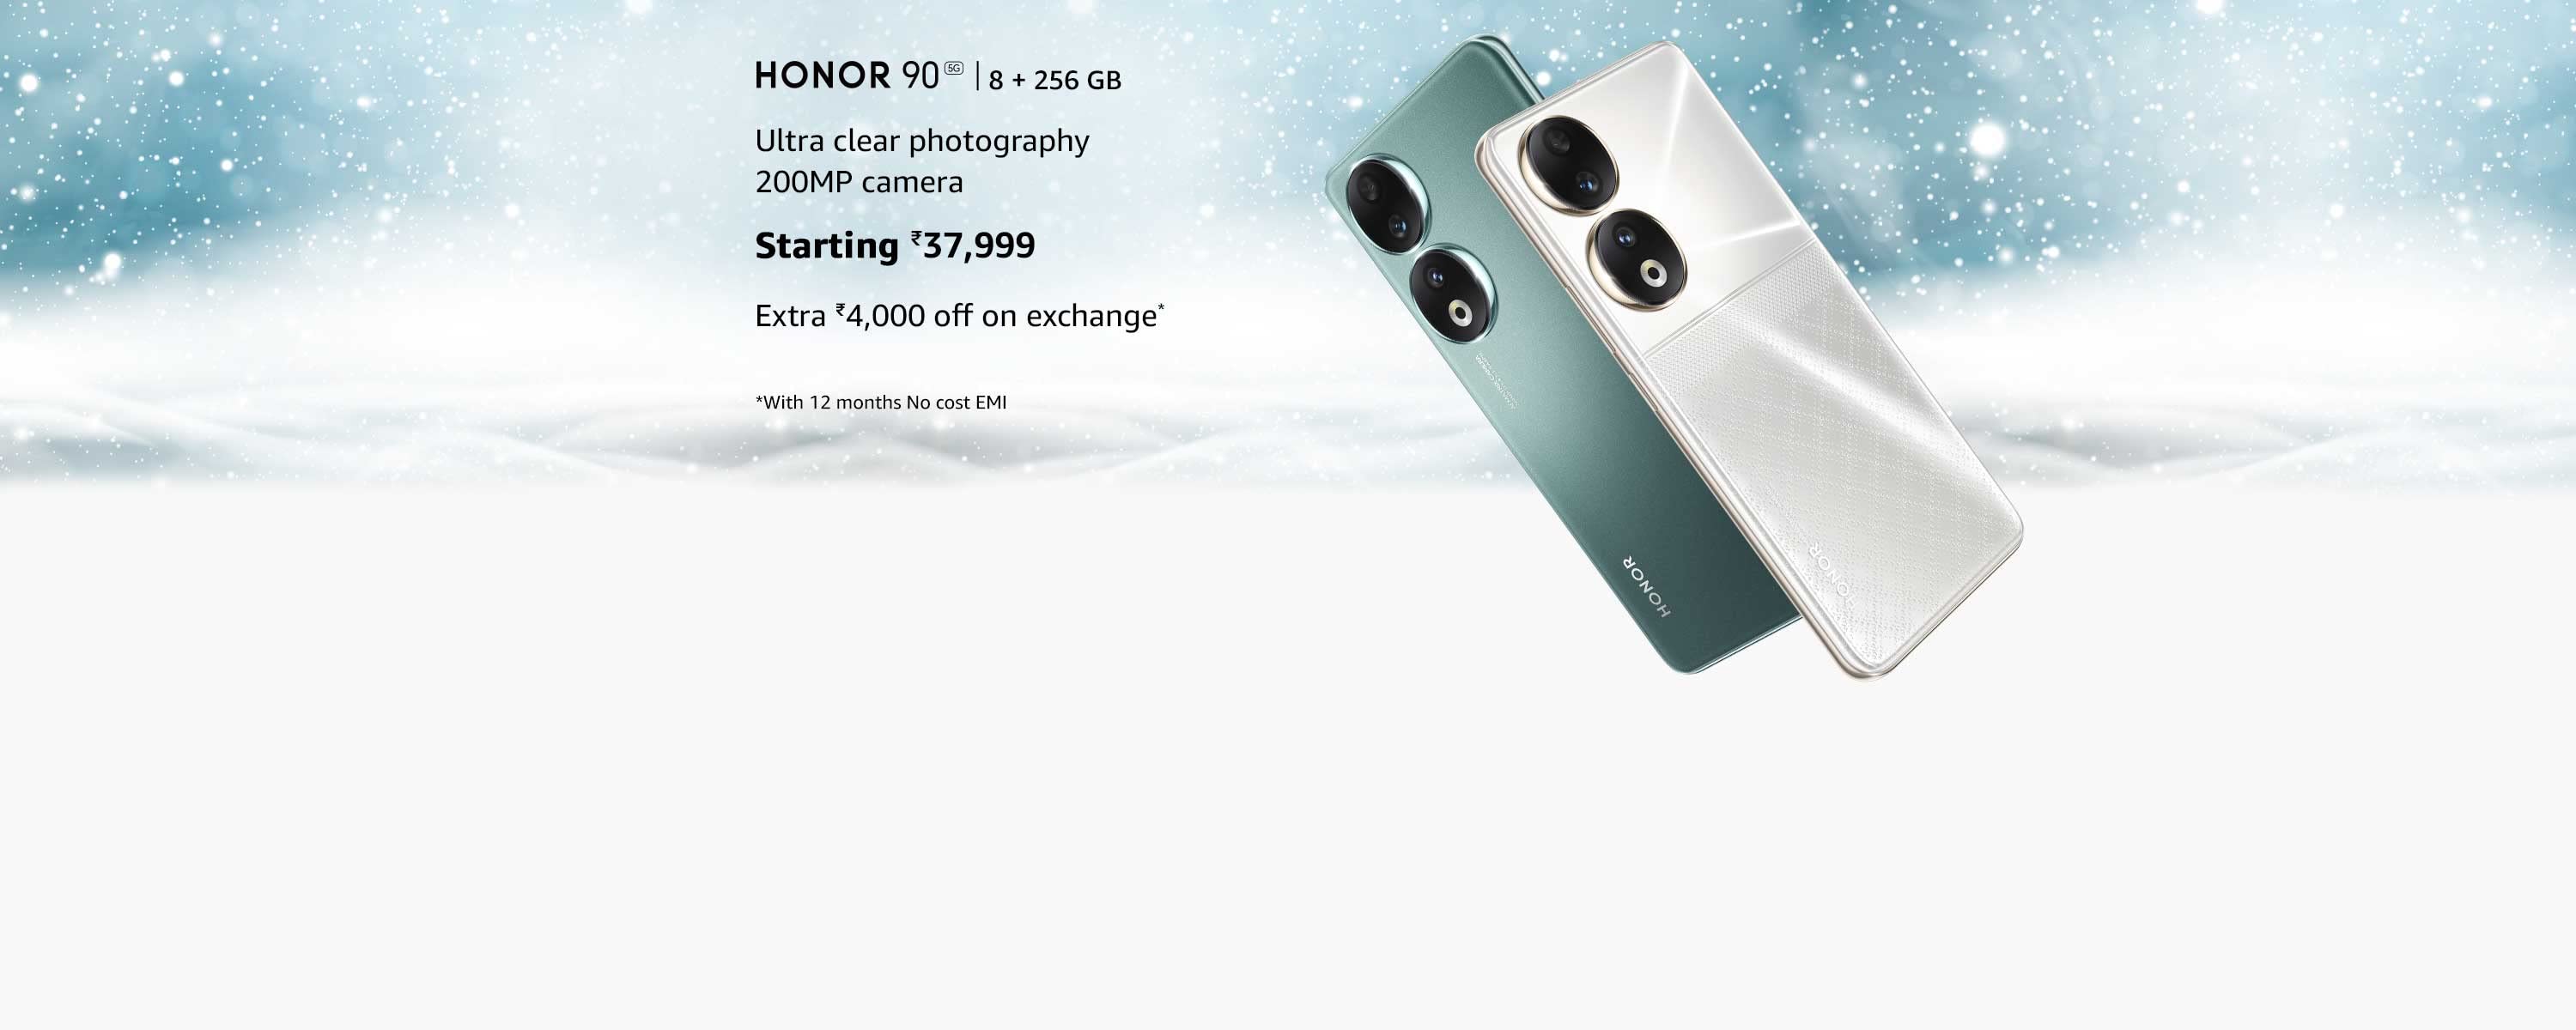 HONOR 90 5G | 8 + 256 GB
Ultra clear photography
200MP camera
Starting ₹37,999
Extra ₹4,000 off on exchange*
*With 12 months No cost EMI
HONOR
HONOR